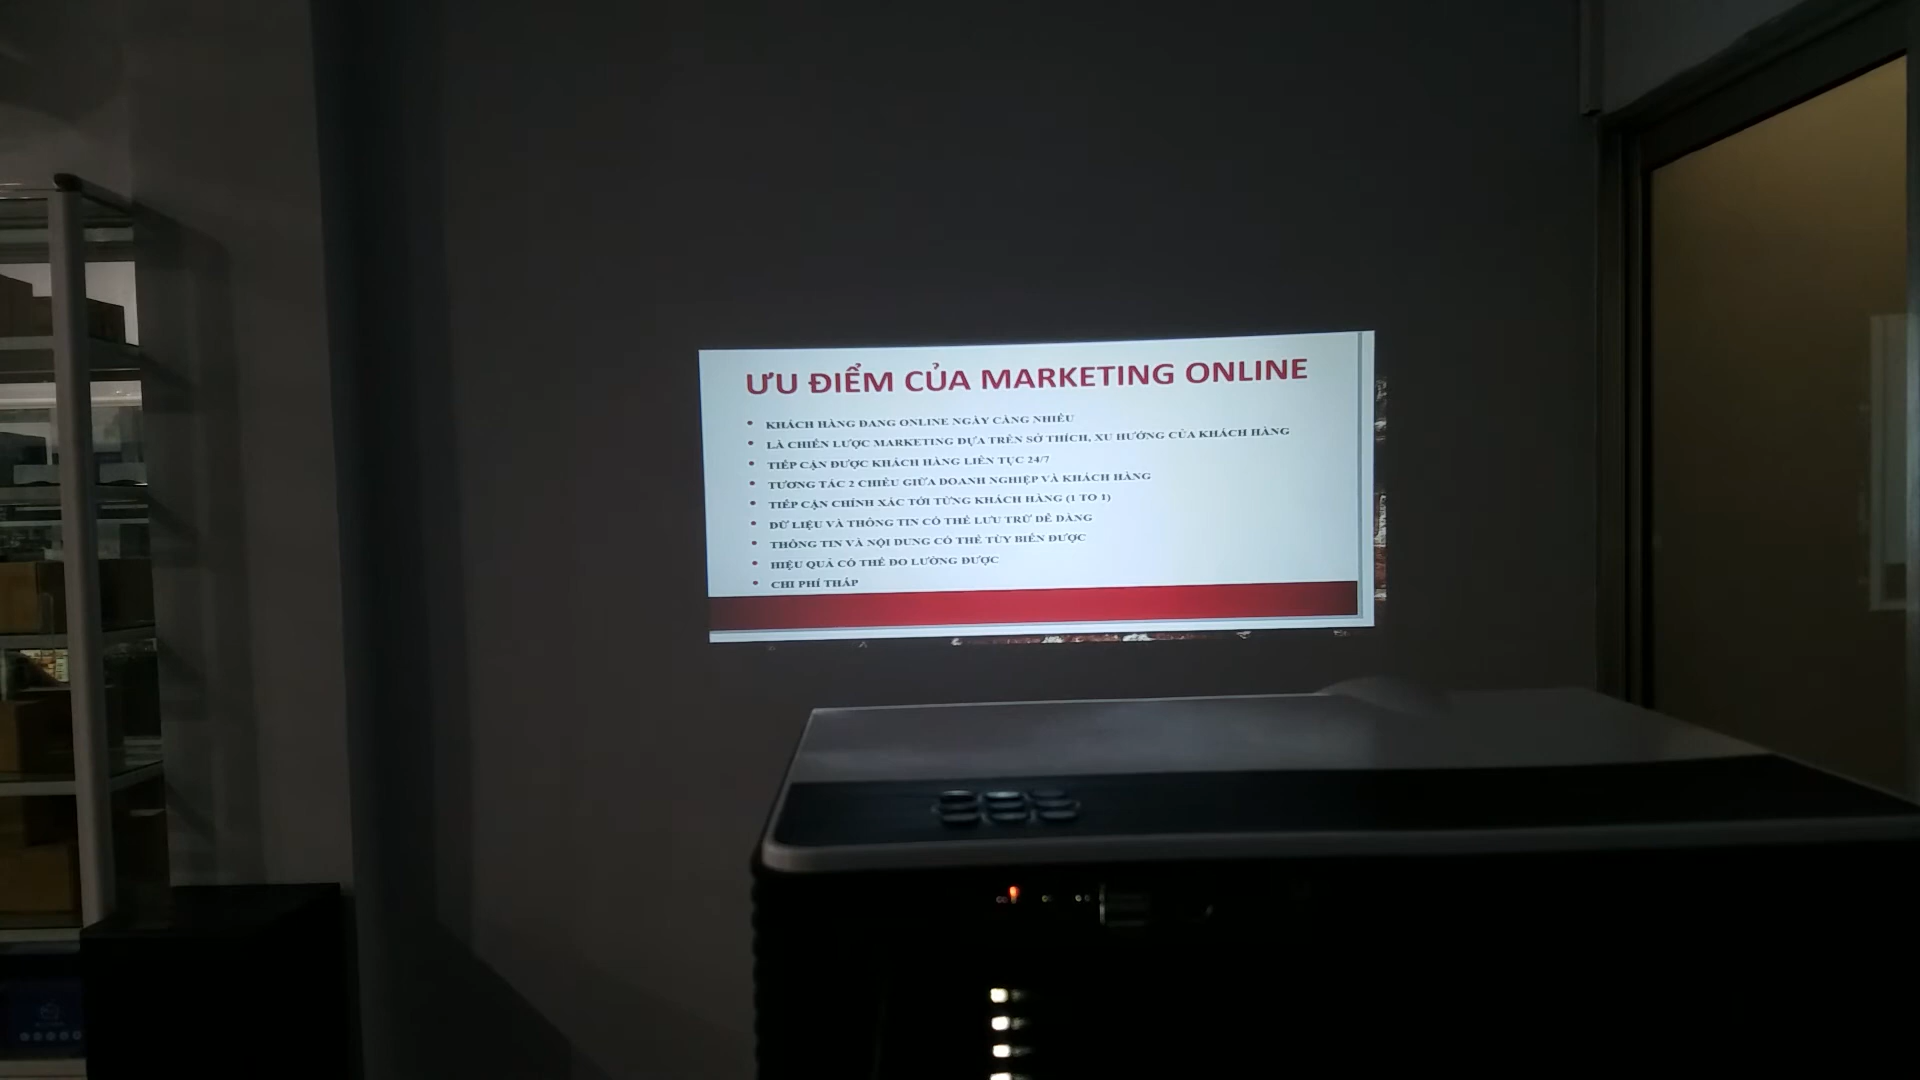 ƯU ĐIỂM CỦA MARKETING ONLINE
• KHÁCH HÀNG ĐANG ONLINE NGÀY CÀNG NHIỀU
• LÀ CHIẾN LƯỢC MARKETING DỰA TRÊN SỞ THÍCH, XU HƯỚNG CỦA KHÁCH HÀNG
• TIẾP CẬN ĐƯỢC KHÁCH HÀNG LIÊN TỤC 24/7
• TƯƠNG TÁC 2 CHIỀU GIỮA DOANH NGHIỆP VÀ KHÁCH HÀNG
• TIẾP CẬN CHÍNH XÁC TỚI TỪNG KHÁCH HÀNG (1 TO 1)
• DỮ LIỆU VÀ THÔNG TIN CÓ THỂ LƯU TRỮ DỄ DÀNG
• THÔNG TIN VÀ NỘI DUNG CÓ THỂ TÙY BIẾN ĐƯỢC
• HIỆU QUẢ CÓ THỂ ĐO LƯỜNG ĐƯỢC
• CHI PHÍ THẤP